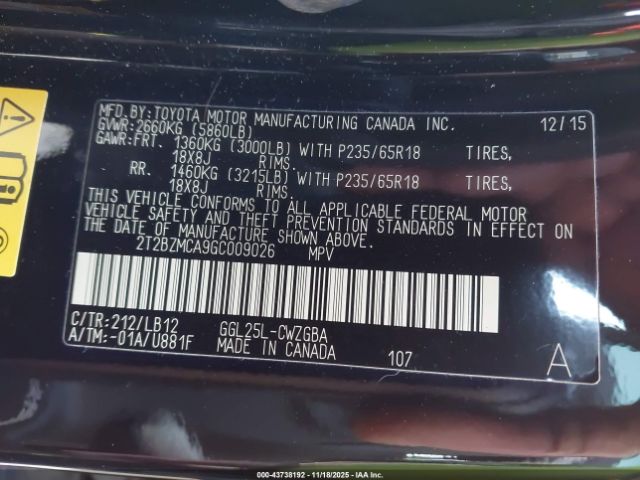 MFD.BY:TOYOTA MOTOR MANUFACTURING CANADA INC. 12/15
GVWR:2660KG (5860LB)
GAWR:FRT. 1360KG (3000LB) WITH P235/65R18 TIRES,
18X8J RIMS.
RR. 1460KG (3215LB) WITH P235/65R18 TIRES,
18X8J RIMS.
THIS VEHICLE CONFORMS TO ALL APPLICABLE FEDERAL MOTOR
VEHICLE SAFETY AND THEFT PREVENTION STANDARDS IN EFFECT ON
THE DATE OF MANUFACTURE SHOWN ABOVE.
2T2BZMCA9GC009026 MPV
C/TR:212/LB12 GGL25L-CWZGBA
A/TM:-01A/U881F MADE IN CANADA 107 A
000-43738192 - 11/18/2025 - IAA Inc.